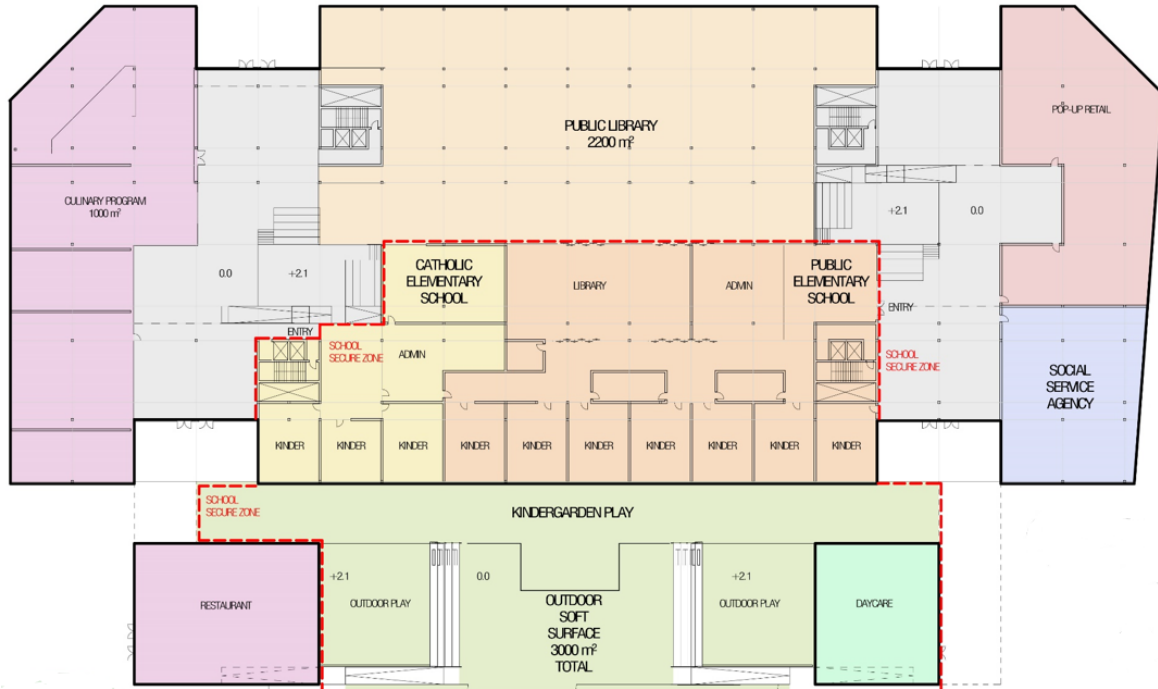 POP-UP RETAIL
PUBLIC LIBRARY
2200 m²
CULINARY PROGRAM
1000 m²
+2.1
0.0
0.0
+2.1
CATHOLIC
ELEMENTARY
SCHOOL
LIBRARY
ADMIN
PUBLIC
ELEMENTARY
SCHOOL
ENTRY
ENTRY
SCHOOL
SECURE ZONE
ADMIN
SCHOOL
SECURE ZONE
SOCIAL
SERVICE
AGENCY
KINDER
KINDER
KINDER
KINDER
KINDER
KINDER
KINDER
KINDER
KINDER
KINDER
SCHOOL
SECURE ZONE
KINDERGARDEN PLAY
+2.1
0.0
+2.1
RESTAURANT
OUTDOOR PLAY
OUTDOOR
SOFT
SURFACE
3000 m²
TOTAL
OUTDOOR PLAY
DAYCARE